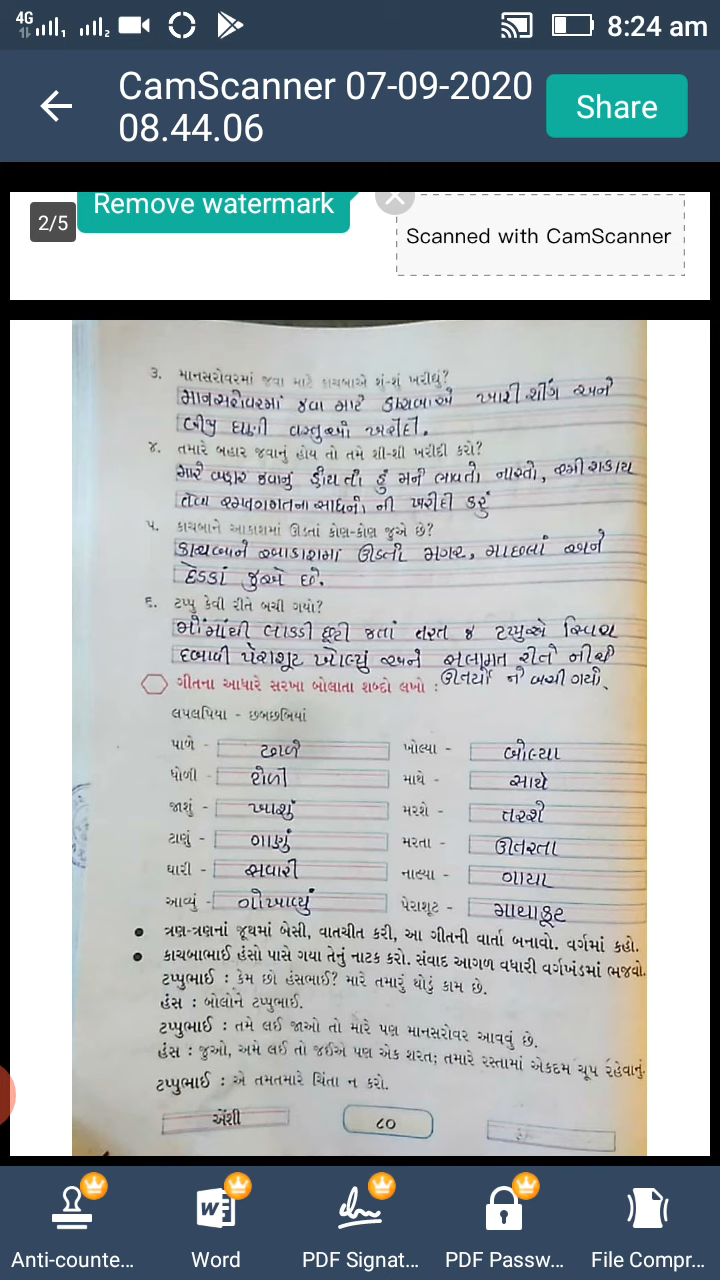 4G 8:24 am
CamScanner 07-09-2020
08.44.06
Share
Remove watermark
2/5
Scanned with CamScanner
૩. માનસરોવરમાં જવા માટે કાચબાએ શું-શું ખરીદ્યું?
માનસરોવરમાં જવા માટે કાચબાએ ખારીશીંગ અને
બીજી ઘણી વસ્તુઓ ખરીદી.
૪. તમારે બહાર જવાનું હોય તો તમે શી-શી ખરીદી કરો?
મારે બહાર જવાનું હોય તો હું મને ભાવતો નાસ્તો, રમી શકાય
તેવા રમતગમતના સાધનો ની ખરીદી કરું
૫. કાચબાને આકાશમાં ઊડતાં કોણ-કોણ જુએ છે?
કાચબાને આકાશમાં ઊડતો મગર, માછલાં અને
દેડકાં જુએ છે.
૬. ટપ્પુ કેવી રીતે બચી ગયો?
મોંમાંથી લાકડી છૂટી જતાં તરત જ ટપ્પુએ સ્વિચ
દબાવી પેરાશૂટ ખોલ્યું અને સલામત રીતે નીચે
ઊતર્યો ને બચી ગયો.
ગીતના આધારે સરખા બોલાતા શબ્દો લખો :
લપલપિયા - છબછબિયાં
પાળે - ઢાળે ખોલ્યા - બોલ્યા
ધોળી - ટોળી માથે - સાથે
જાશું - ખાશું મરશે - તરશે
ટાણું - ગાણું મરતા - ઊતરતા
ધારી - સવારી નાચ્યા - ગાયા
આવ્યું - ગોખાવ્યું પેરાશૂટ - માથાકૂટ
• ત્રણ-ત્રણનાં જૂથમાં બેસી, વાતચીત કરી, આ ગીતની વાર્તા બનાવો. વર્ગમાં કહો.
• કાચબાભાઈ હંસો પાસે ગયા તેનું નાટક કરો. સંવાદ આગળ વધારી વર્ગખંડમાં ભજવો.
ટપ્પુભાઈ : કેમ છો હંસભાઈ? મારે તમારું થોડું કામ છે.
હંસ : બોલોને ટપ્પુભાઈ.
ટપ્પુભાઈ : તમે લઈ જાઓ તો મારે પણ માનસરોવર આવવું છે.
હંસ : જુઓ, અમે લઈ તો જઈએ પણ એક શરત; તમારે રસ્તામાં એકદમ ચૂપ રહેવાનું.
ટપ્પુભાઈ : એ તમતમારે ચિંતા ન કરો.
એંશી ૮૦
Anti-counte... Word PDF Signat... PDF Passw... File Compr...